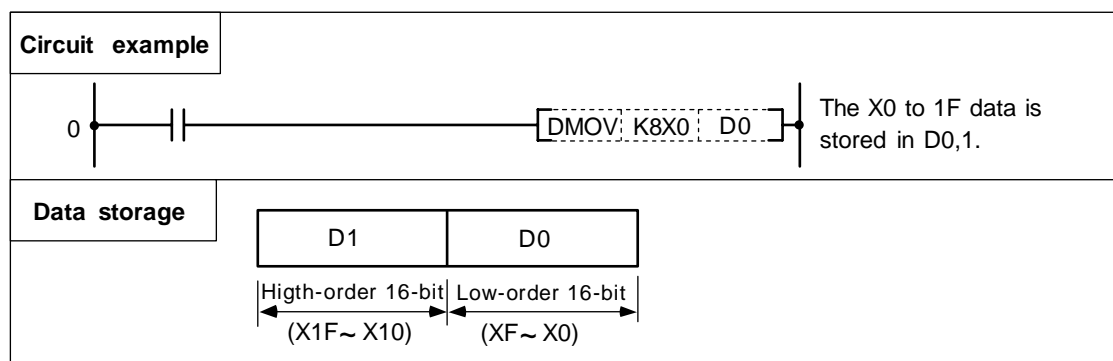 Circuit example
0 DMOV K8X0 D0 The X0 to 1F data is
stored in D0,1.
Data storage
D1 D0
Higth-order 16-bit Low-order 16-bit
(X1F~ X10) (XF~ X0)